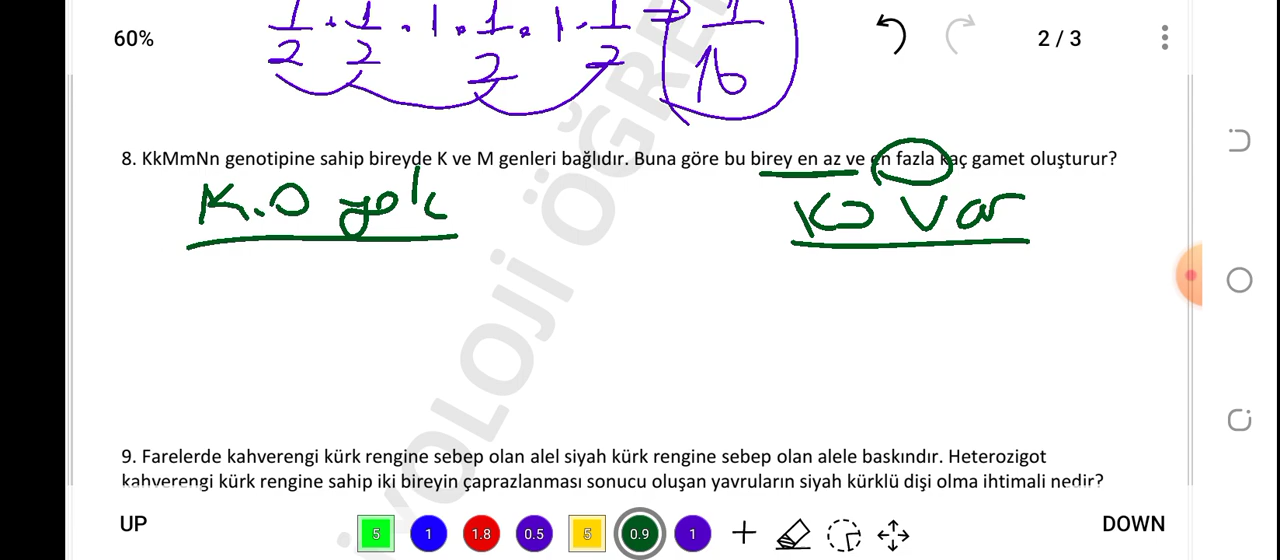 60%
1/2 . 1/2 . 1 . 1/2 . 1 . 1/2 ⇒ 1/16
2 / 3
8. KkMmNn genotipine sahip bireyde K ve M genleri bağlıdır. Buna göre bu birey en az ve en fazla kaç gamet oluşturur?
K.O yok
KO var
BİYOLOJİ ÖĞRE
9. Farelerde kahverengi kürk rengine sebep olan alel siyah kürk rengine sebep olan alele baskındır. Heterozigot
kahverengi kürk rengine sahip iki bireyin çaprazlanması sonucu oluşan yavruların siyah kürklü dişi olma ihtimali nedir?
UP
5 1 1.8 0.5 5 0.9 1
DOWN